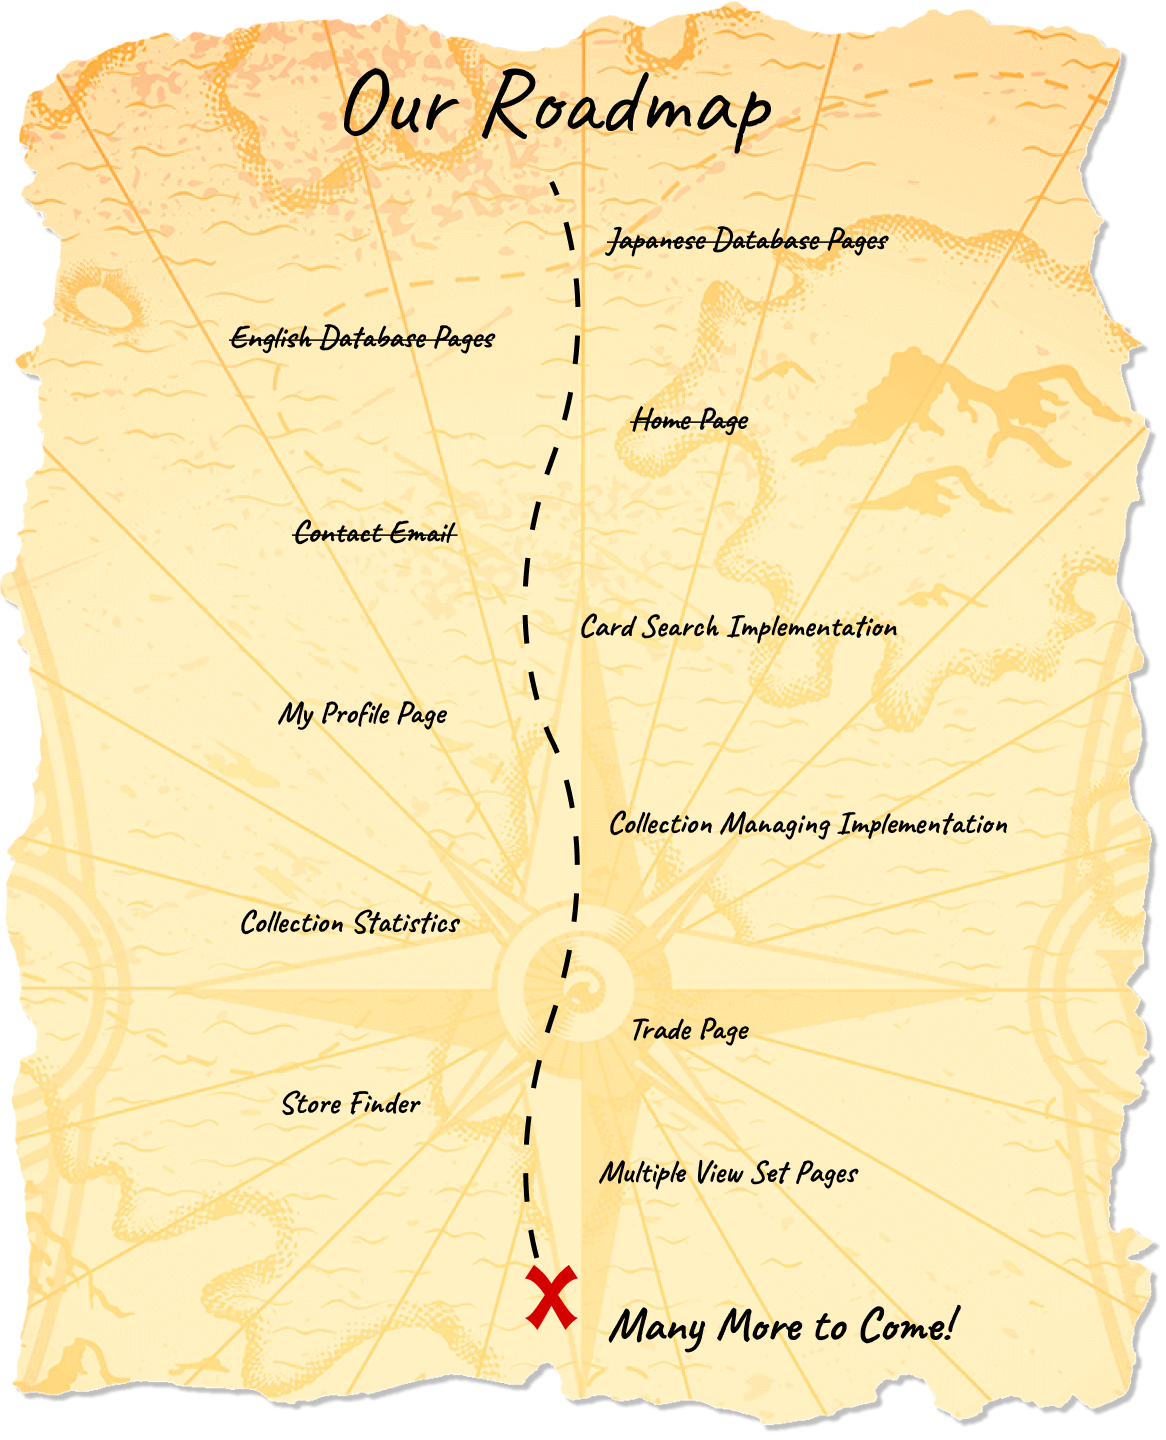 Our Roadmap
Japanese Database Pages
English Database Pages
Home Page
Contact Email
Card Search Implementation
My Profile Page
Collection Managing Implementation
Collection Statistics
Trade Page
Store Finder
Multiple View Set Pages
Many More to Come!